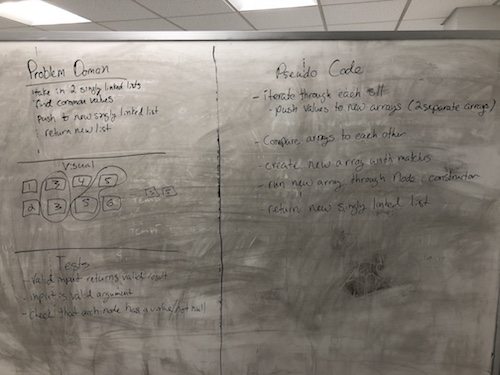 Problem Domain
take in 2 singly linked lists
find common values
push to new singly linked list
return new list
Visual
1 3 4 5
2 3 5 6
Tests
- Valid input returns valid result
- input is valid argument
- Check that each node has a value/not null
Pseudo Code
- iterate through each sll
- push values to new arrays (2 separate arrays)
- Compare arrays to each other
- create new array with matches
- run new array through Node constructor
return new singly linked list